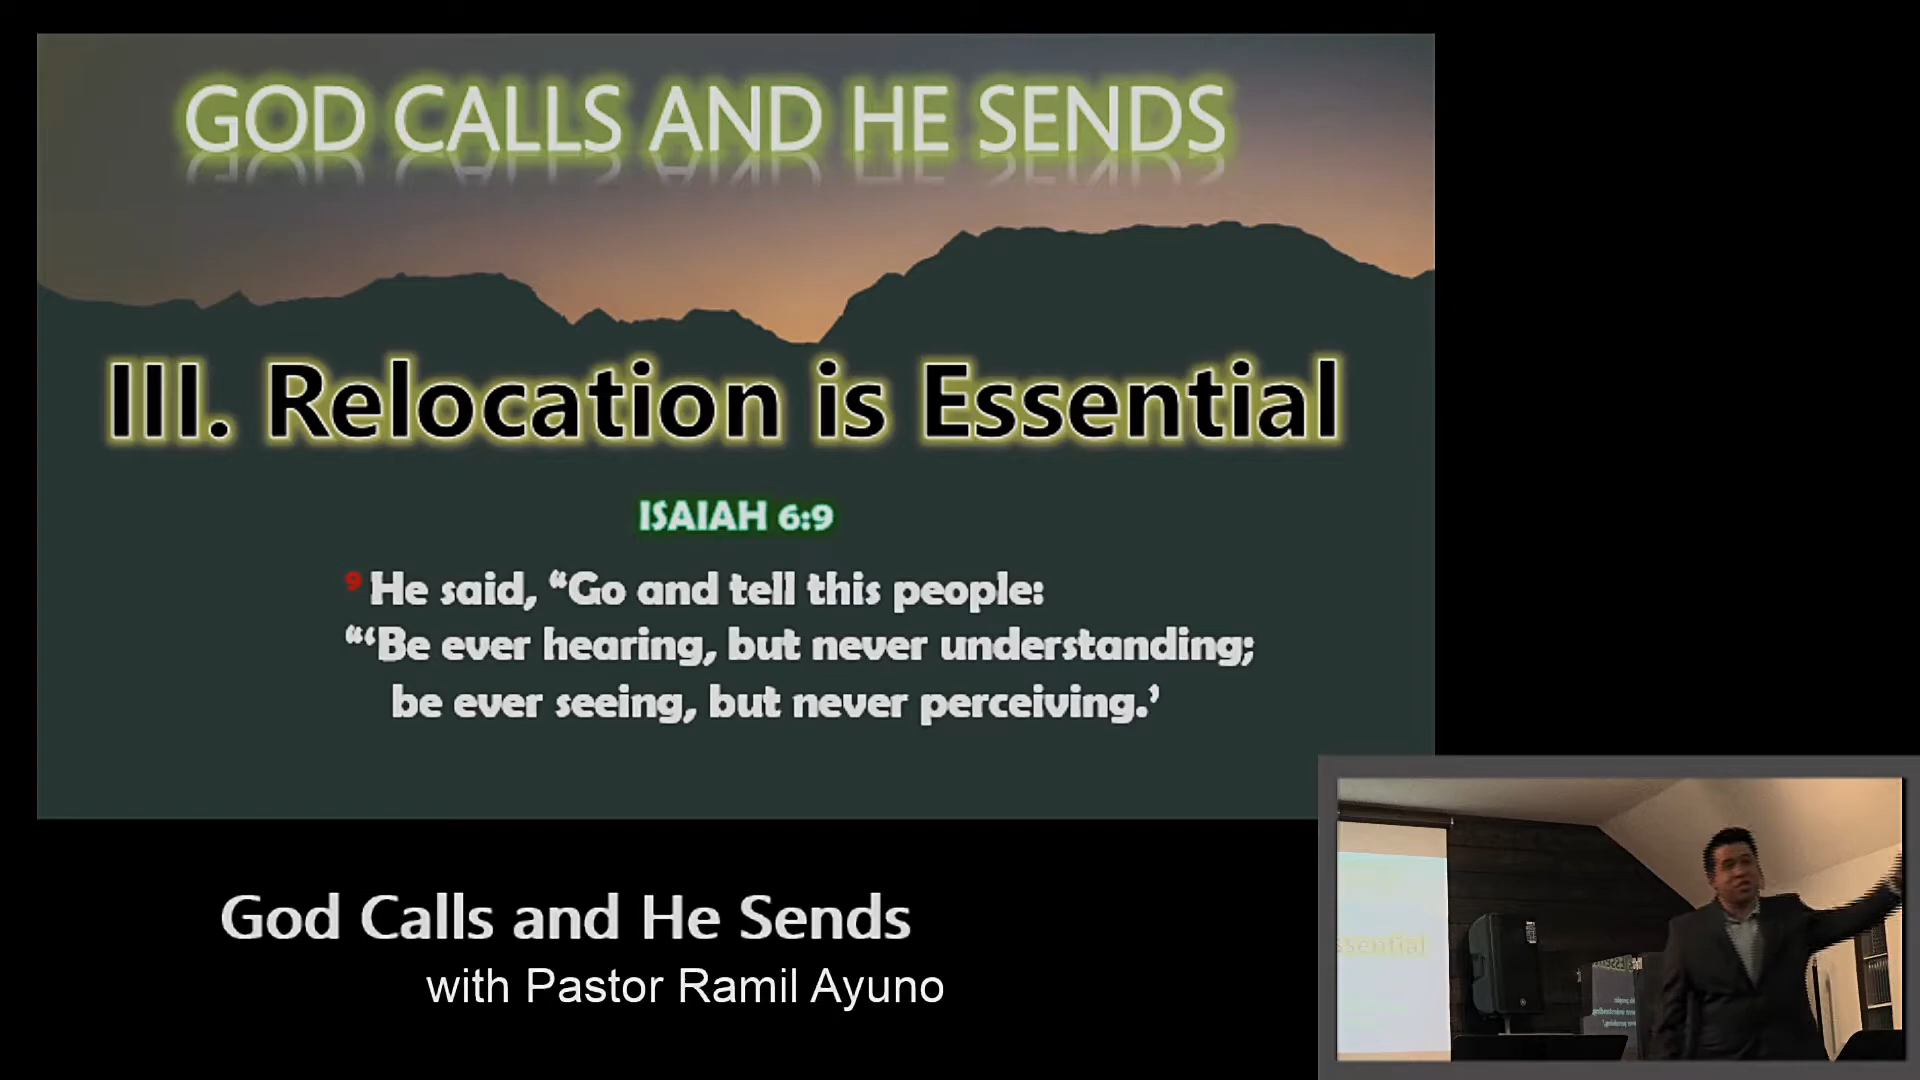 GOD CALLS AND HE SENDS
III. Relocation is Essential
ISAIAH 6:9
9 He said, “Go and tell this people:
“‘Be ever hearing, but never understanding;
be ever seeing, but never perceiving.’
ssential
God Calls and He Sends
with Pastor Ramil Ayuno